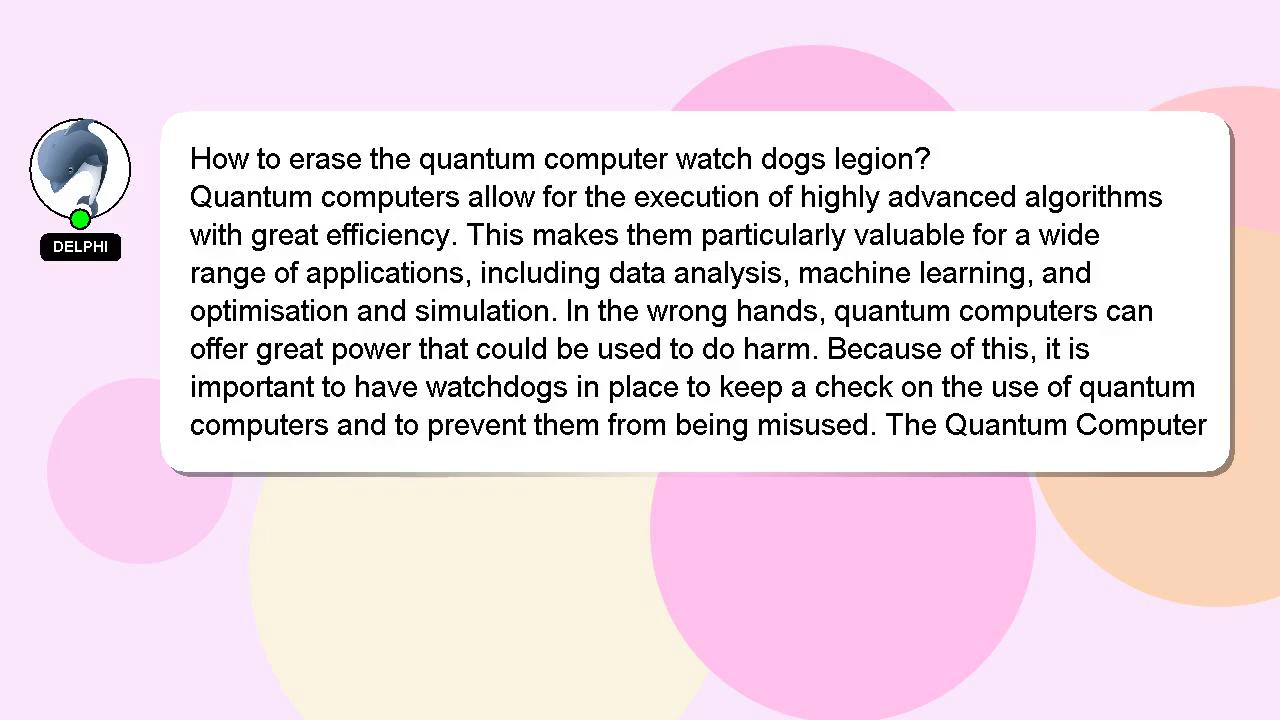 How to erase the quantum computer watch dogs legion?
Quantum computers allow for the execution of highly advanced algorithms
with great efficiency. This makes them particularly valuable for a wide
range of applications, including data analysis, machine learning, and
optimisation and simulation. In the wrong hands, quantum computers can
offer great power that could be used to do harm. Because of this, it is
important to have watchdogs in place to keep a check on the use of quantum
computers and to prevent them from being misused. The Quantum Computer
DELPHI